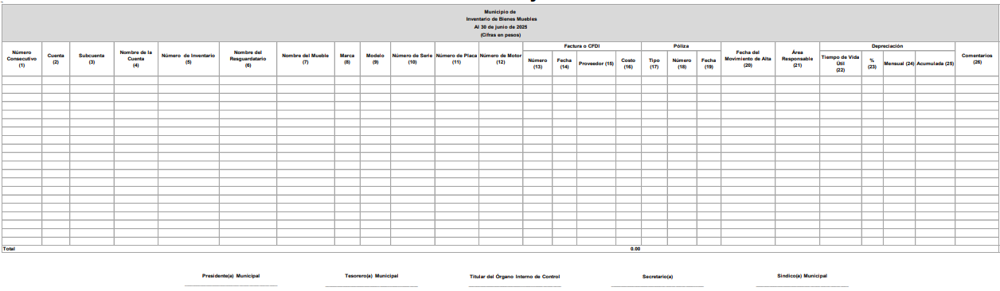 Municipio de
Inventario de Bienes Muebles
Al 30 de junio de 2025
(Cifras en pesos)
Número Consecutivo (1)
Cuenta (2)
Subcuenta (3)
Nombre de la Cuenta (4)
Número de Inventario (5)
Nombre del Resguardatario (6)
Nombre del Mueble (7)
Marca (8)
Modelo (9)
Número de Serie (10)
Número de Placa (11)
Número de Motor (12)
Factura o CFDI
Número (13)
Fecha (14)
Proveedor (15)
Costo (16)
Póliza
Tipo (17)
Número (18)
Fecha (19)
Fecha del Movimiento de Alta (20)
Área Responsable (21)
Depreciación
Tiempo de Vida Útil (22)
% (23)
Mensual (24)
Acumulada (25)
Comentarios (26)
Total 0.00
Presidente(a) Municipal
Tesorero(a) Municipal
Titular del Órgano Interno de Control
Secretario(a)
Síndico(a) Municipal